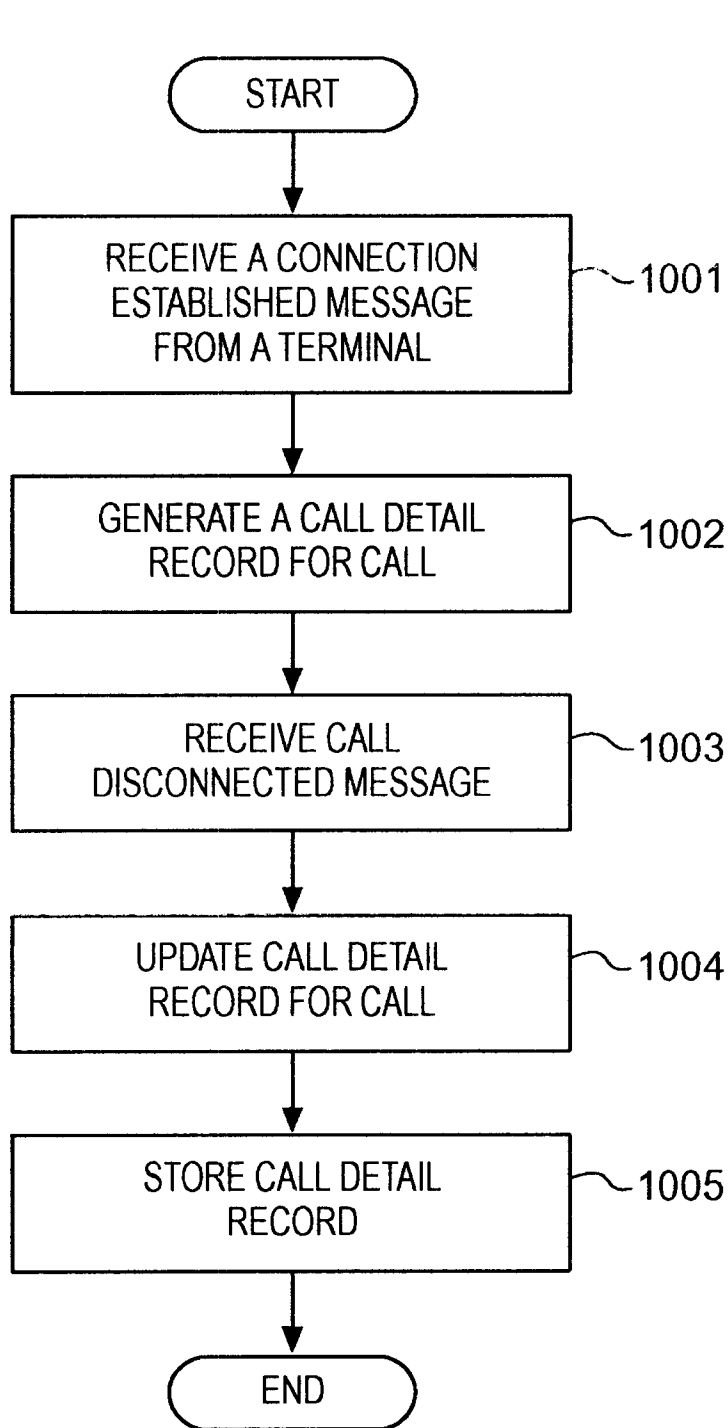 START
RECEIVE A CONNECTION
ESTABLISHED MESSAGE
FROM A TERMINAL
1001
GENERATE A CALL DETAIL
RECORD FOR CALL
1002
RECEIVE CALL
DISCONNECTED MESSAGE
1003
UPDATE CALL DETAIL
RECORD FOR CALL
1004
STORE CALL DETAIL
RECORD
1005
END